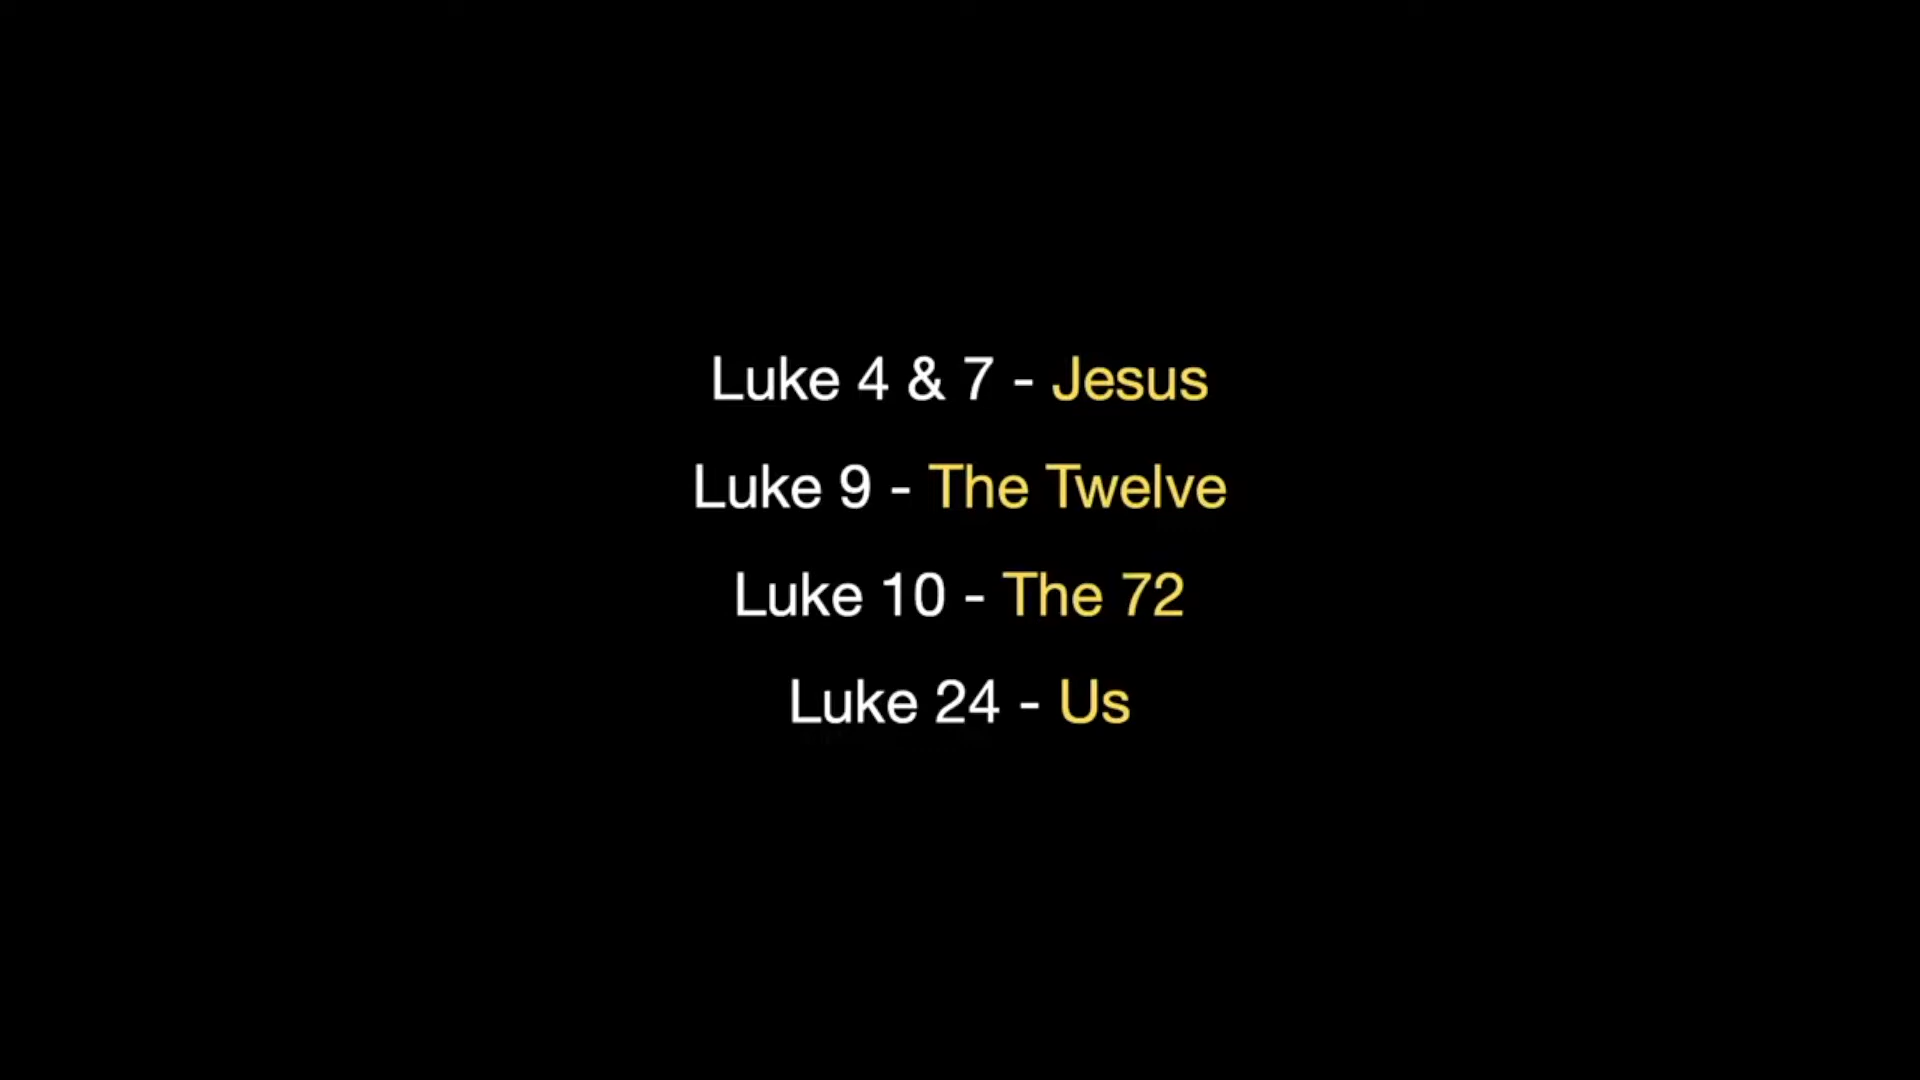 Luke 4 & 7 - Jesus
Luke 9 - The Twelve
Luke 10 - The 72
Luke 24 - Us